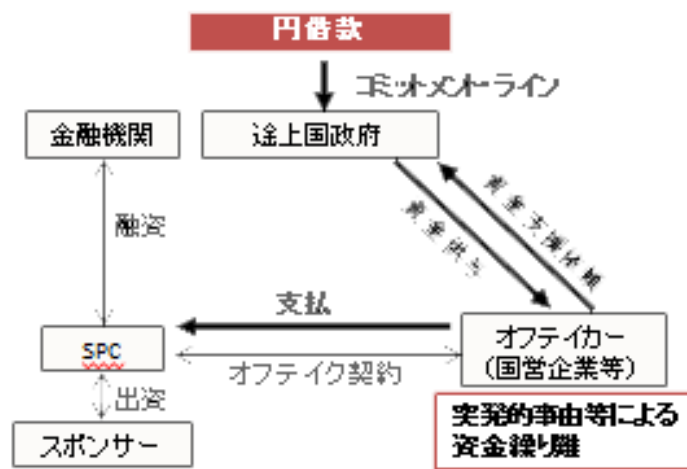 円借款
コミットメントーライン
金融機関
途上国政府
融資
資金供与
資金支援依頼
支払
SPC
オフテイク契約
オフテイカー
（国営企業等）
出資
スポンサー
突発的事由等による
資金繰り難